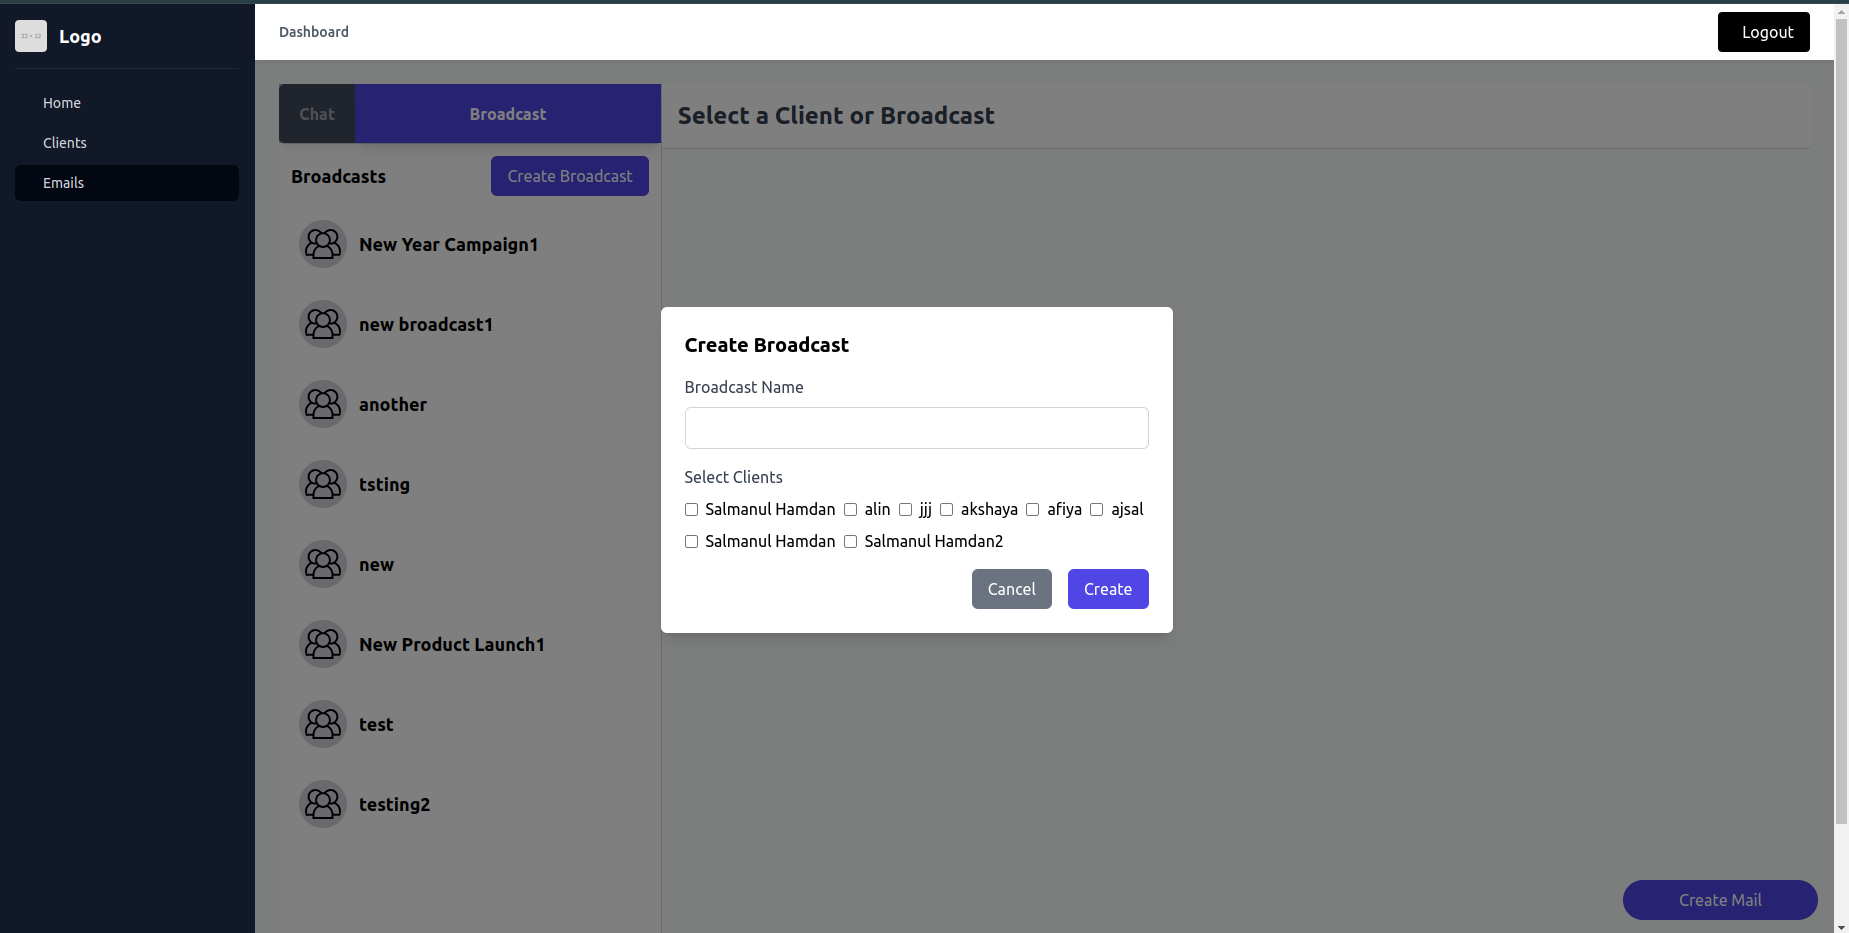 Logo
Dashboard
Logout
Home
Clients
Emails
Chat
Broadcast
Select a Client or Broadcast
Broadcasts
Create Broadcast
New Year Campaign1
new broadcast1
another
tsting
new
New Product Launch1
test
testing2
Create Broadcast
Broadcast Name
Select Clients
Salmanul Hamdan alin jjj akshaya afiya ajsal
Salmanul Hamdan Salmanul Hamdan2
Cancel Create
Create Mail